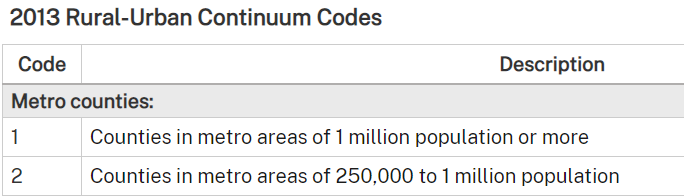 2013 Rural-Urban Continuum Codes
Code Description
Metro counties:
1 Counties in metro areas of 1 million population or more
2 Counties in metro areas of 250,000 to 1 million population